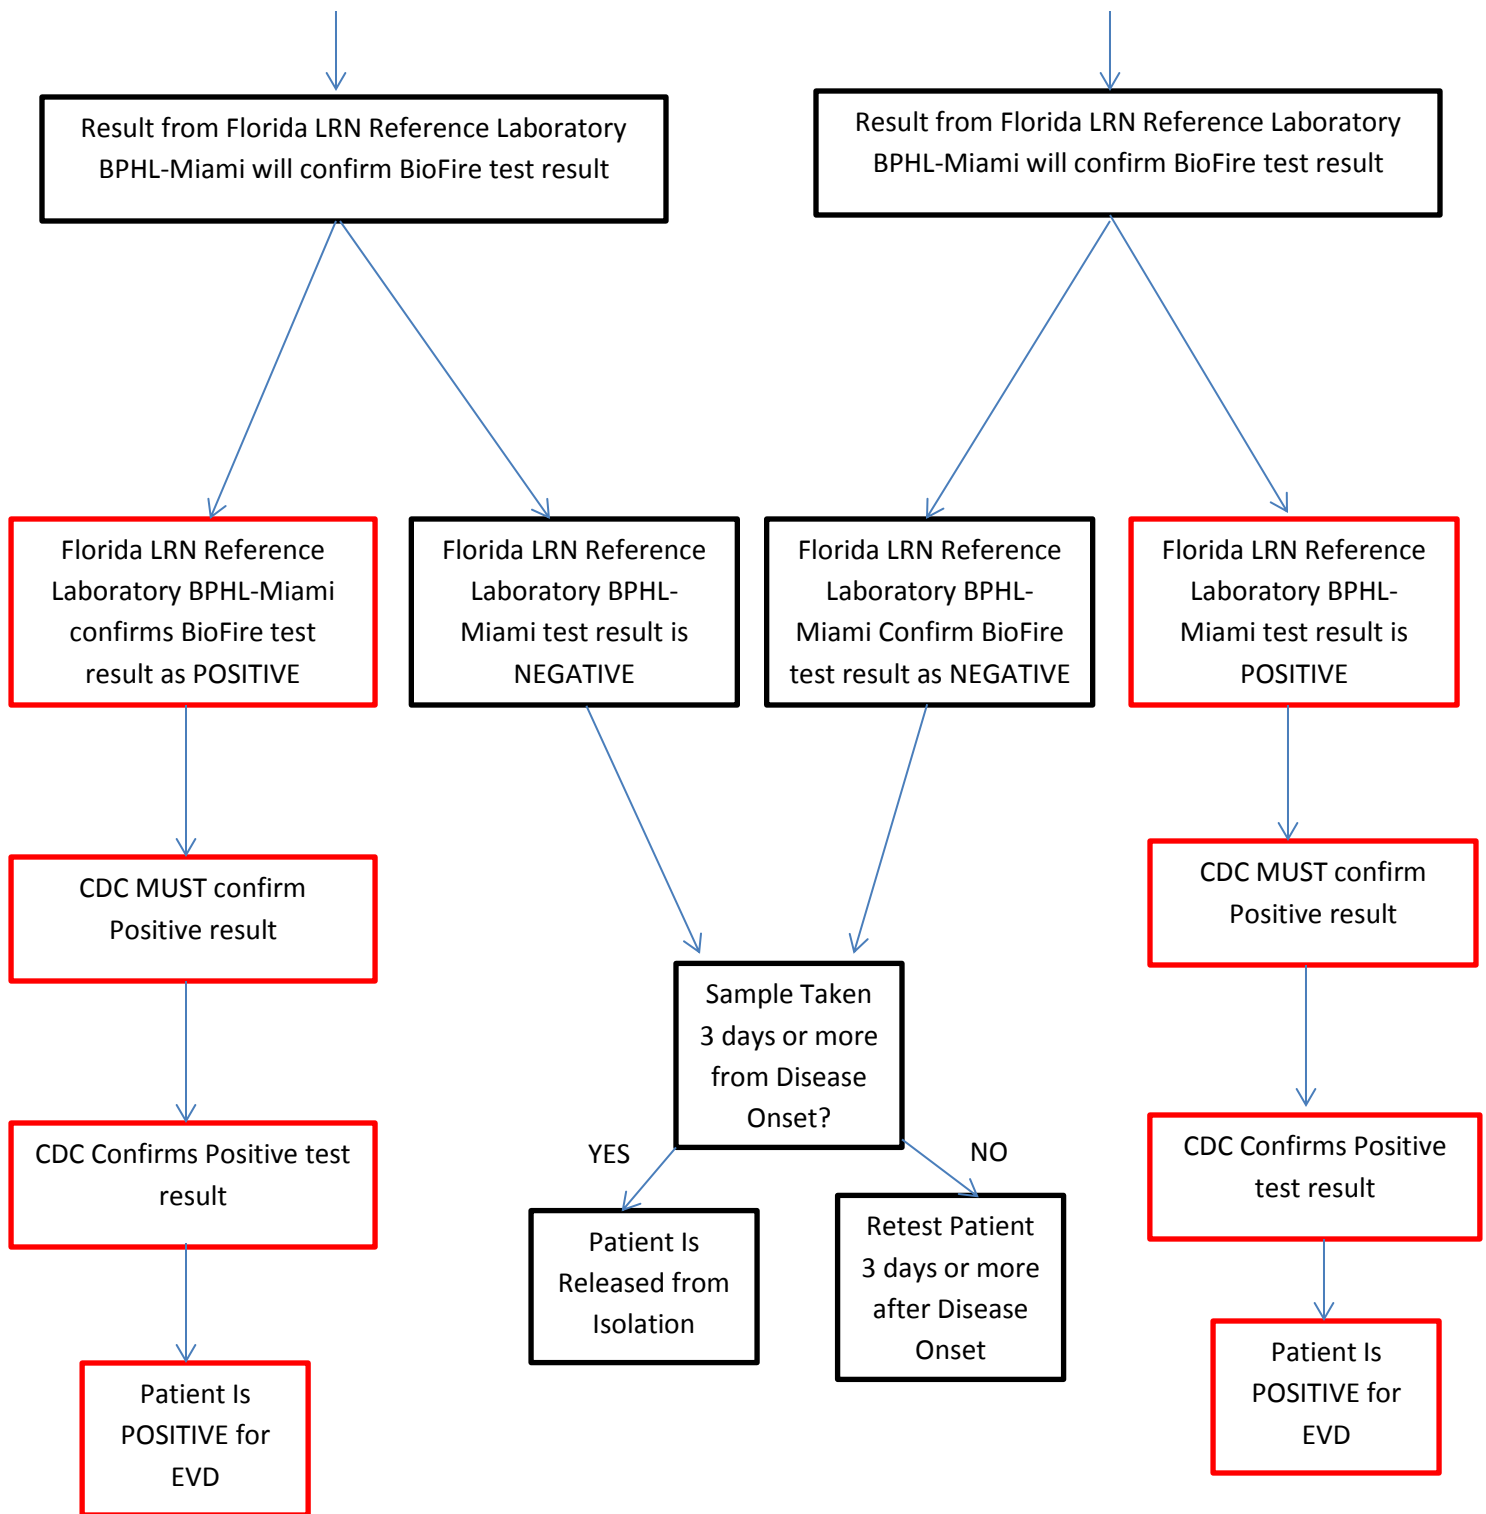 Result from Florida LRN Reference Laboratory
BPHL-Miami will confirm BioFire test result
Result from Florida LRN Reference Laboratory
BPHL-Miami will confirm BioFire test result
Florida LRN Reference
Laboratory BPHL-Miami
confirms BioFire test
result as POSITIVE
Florida LRN Reference
Laboratory BPHL-
Miami test result is
NEGATIVE
Florida LRN Reference
Laboratory BPHL-
Miami Confirm BioFire
test result as NEGATIVE
Florida LRN Reference
Laboratory BPHL-
Miami test result is
POSITIVE
CDC MUST confirm
Positive result
CDC MUST confirm
Positive result
Sample Taken
3 days or more
from Disease
Onset?
CDC Confirms Positive test
result
YES
NO
CDC Confirms Positive
test result
Patient Is
Released from
Isolation
Retest Patient
3 days or more
after Disease
Onset
Patient Is
POSITIVE for
EVD
Patient Is
POSITIVE for
EVD